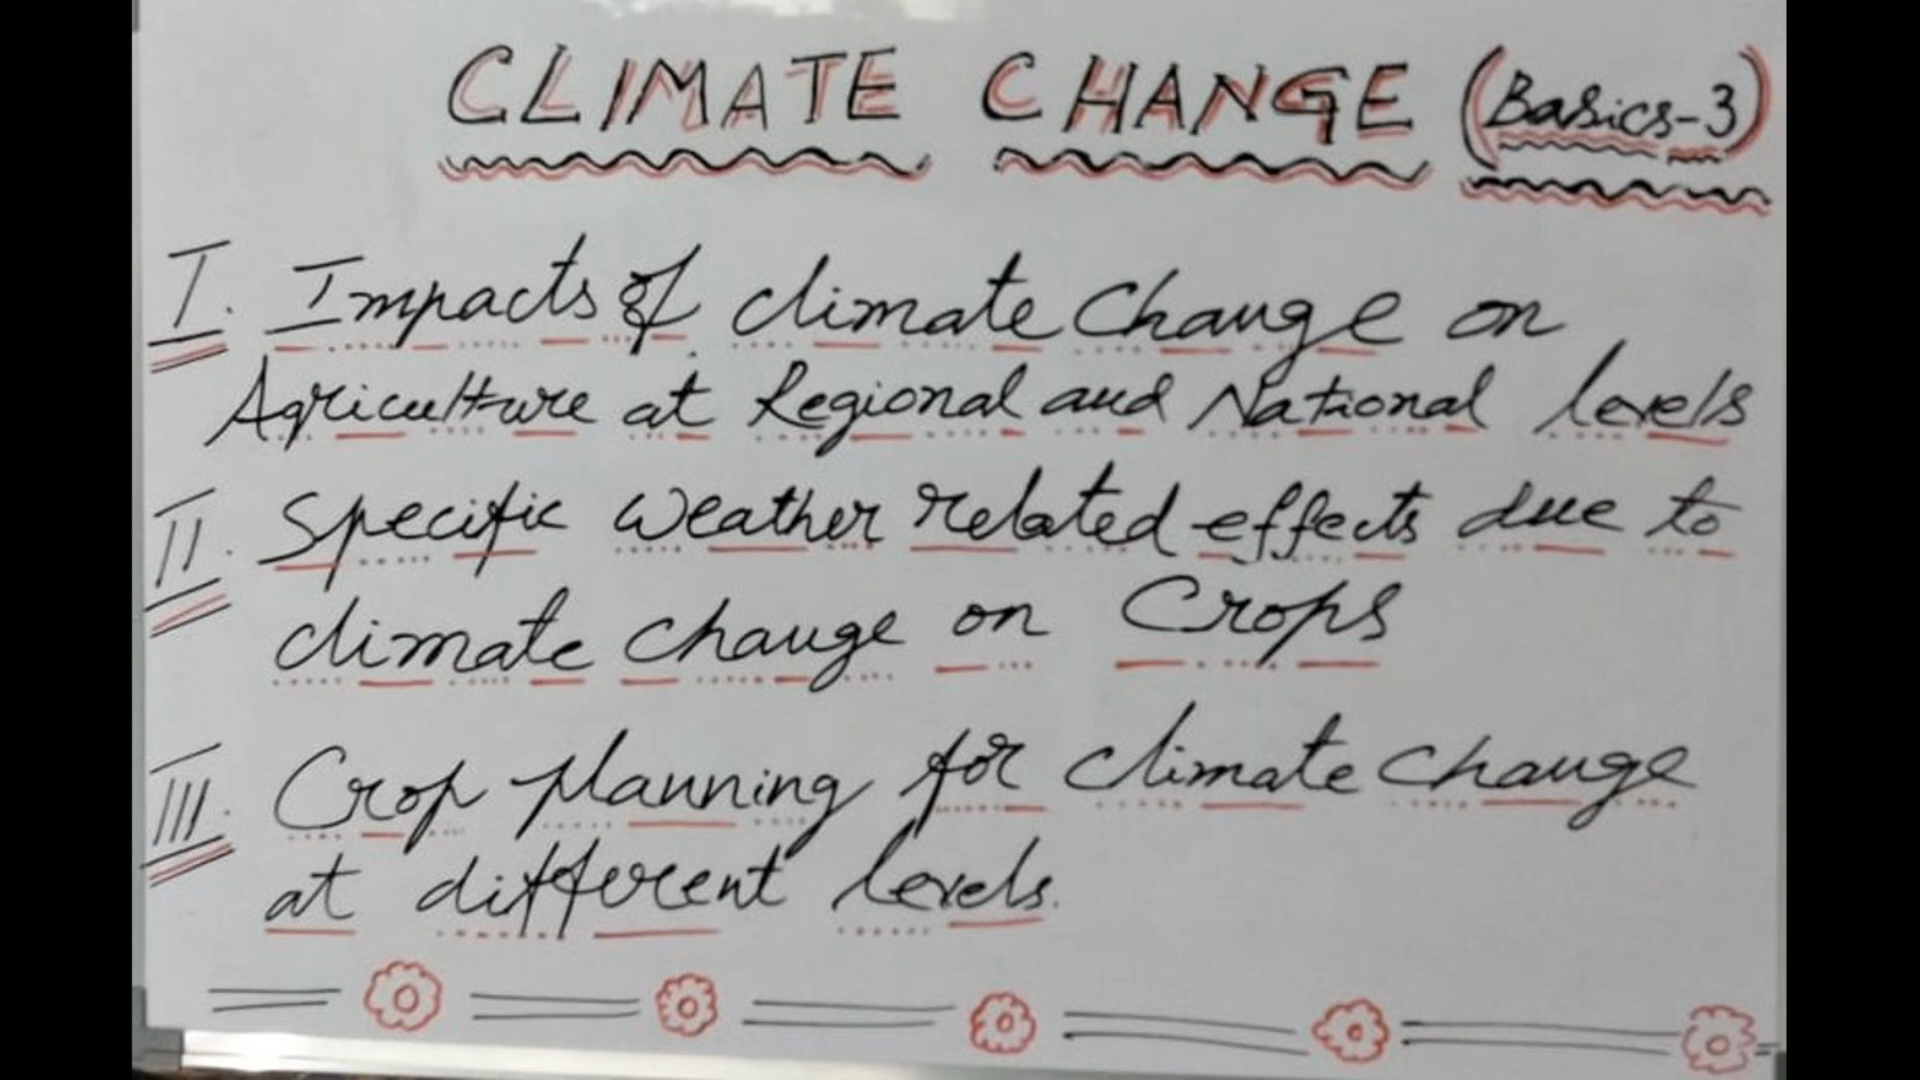 CLIMATE CHANGE (Basics-3)
I. Impacts of climate change on
Agriculture at Regional and National levels
II. Specific weather related effects due to
climate change on Crops
III. Crop planning for climate change
at different levels.